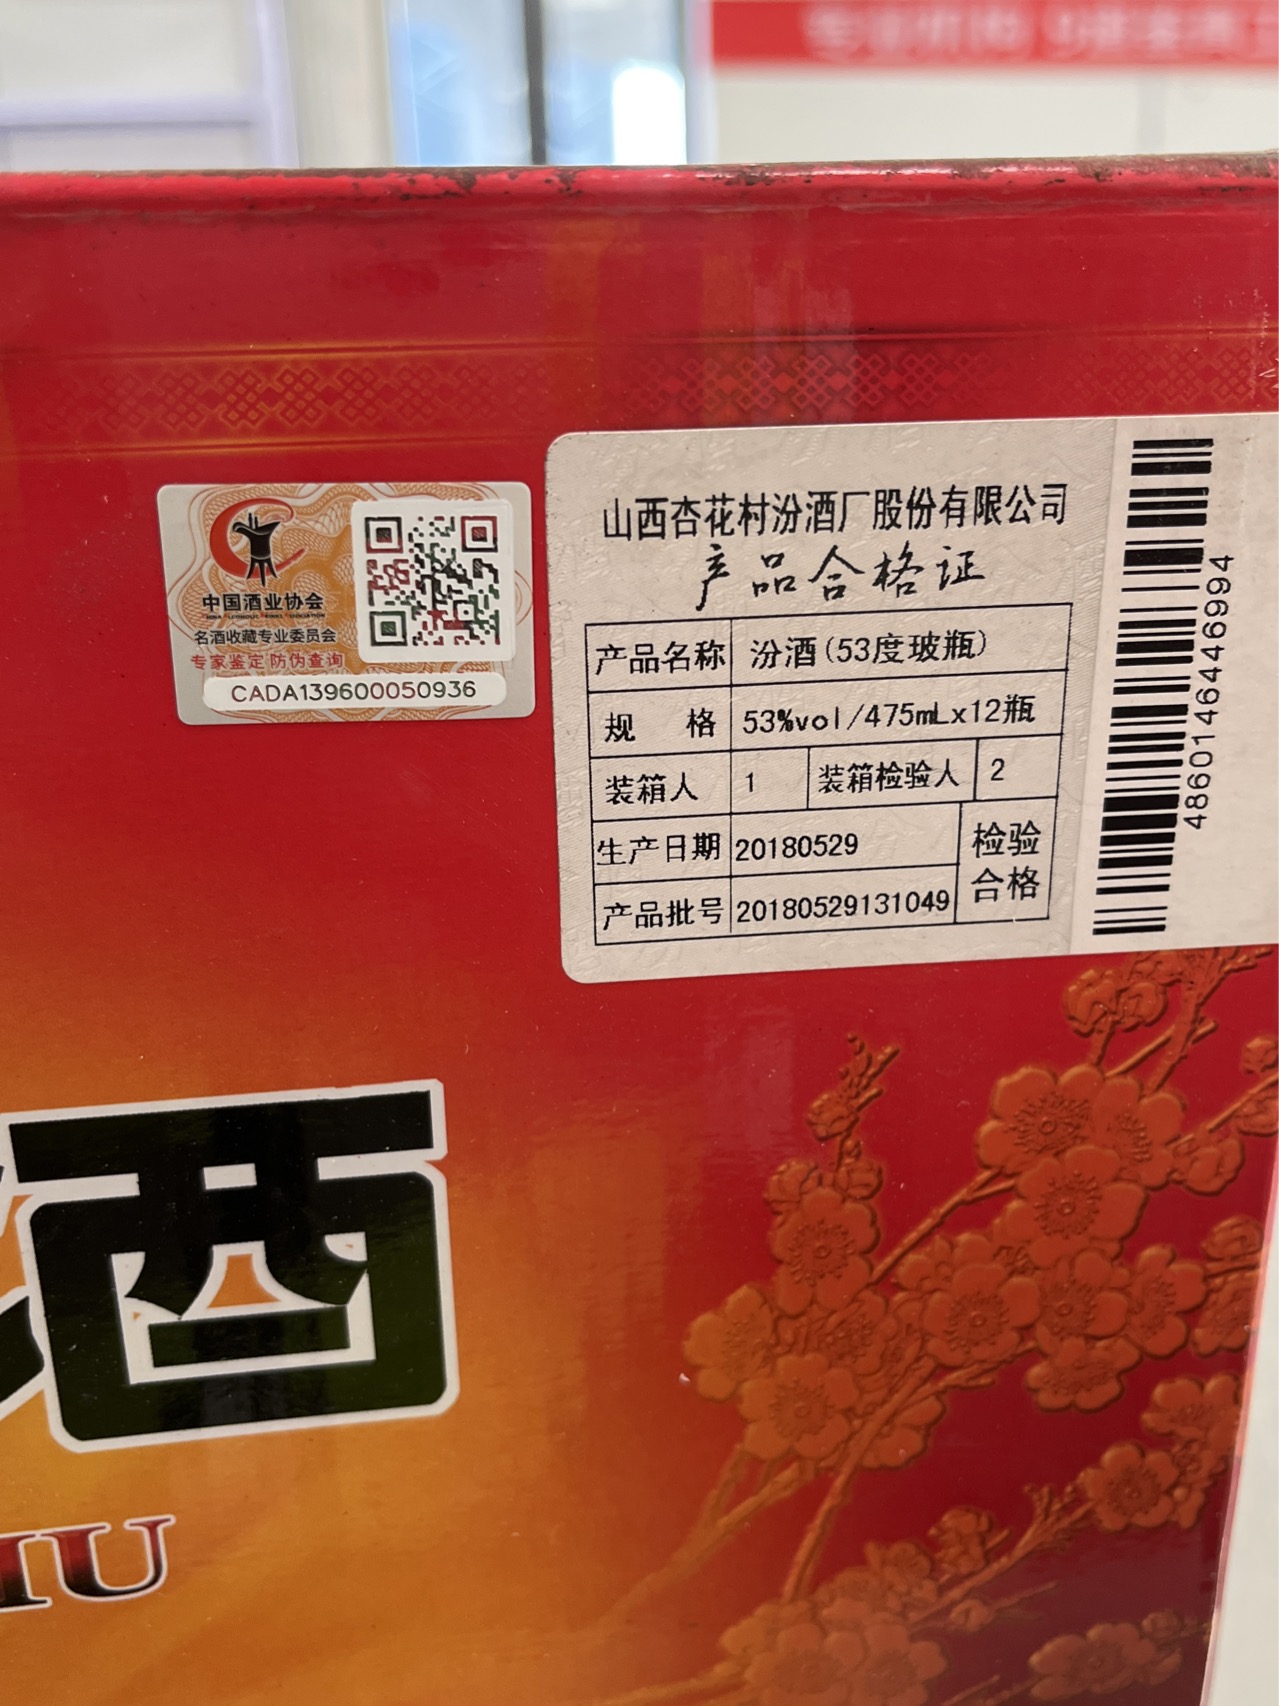 中国酒业协会
名酒收藏专业委员会
专家鉴定 防伪查询
CADA139600050936
山西杏花村汾酒厂股份有限公司
产品合格证
产品名称 汾酒(53度玻瓶)
规 格 53%vol/475mLx12瓶
装箱人 1 装箱检验人 2
生产日期 20180529
产品批号 20180529131049
检验
合格
4860146446994
酒
IU